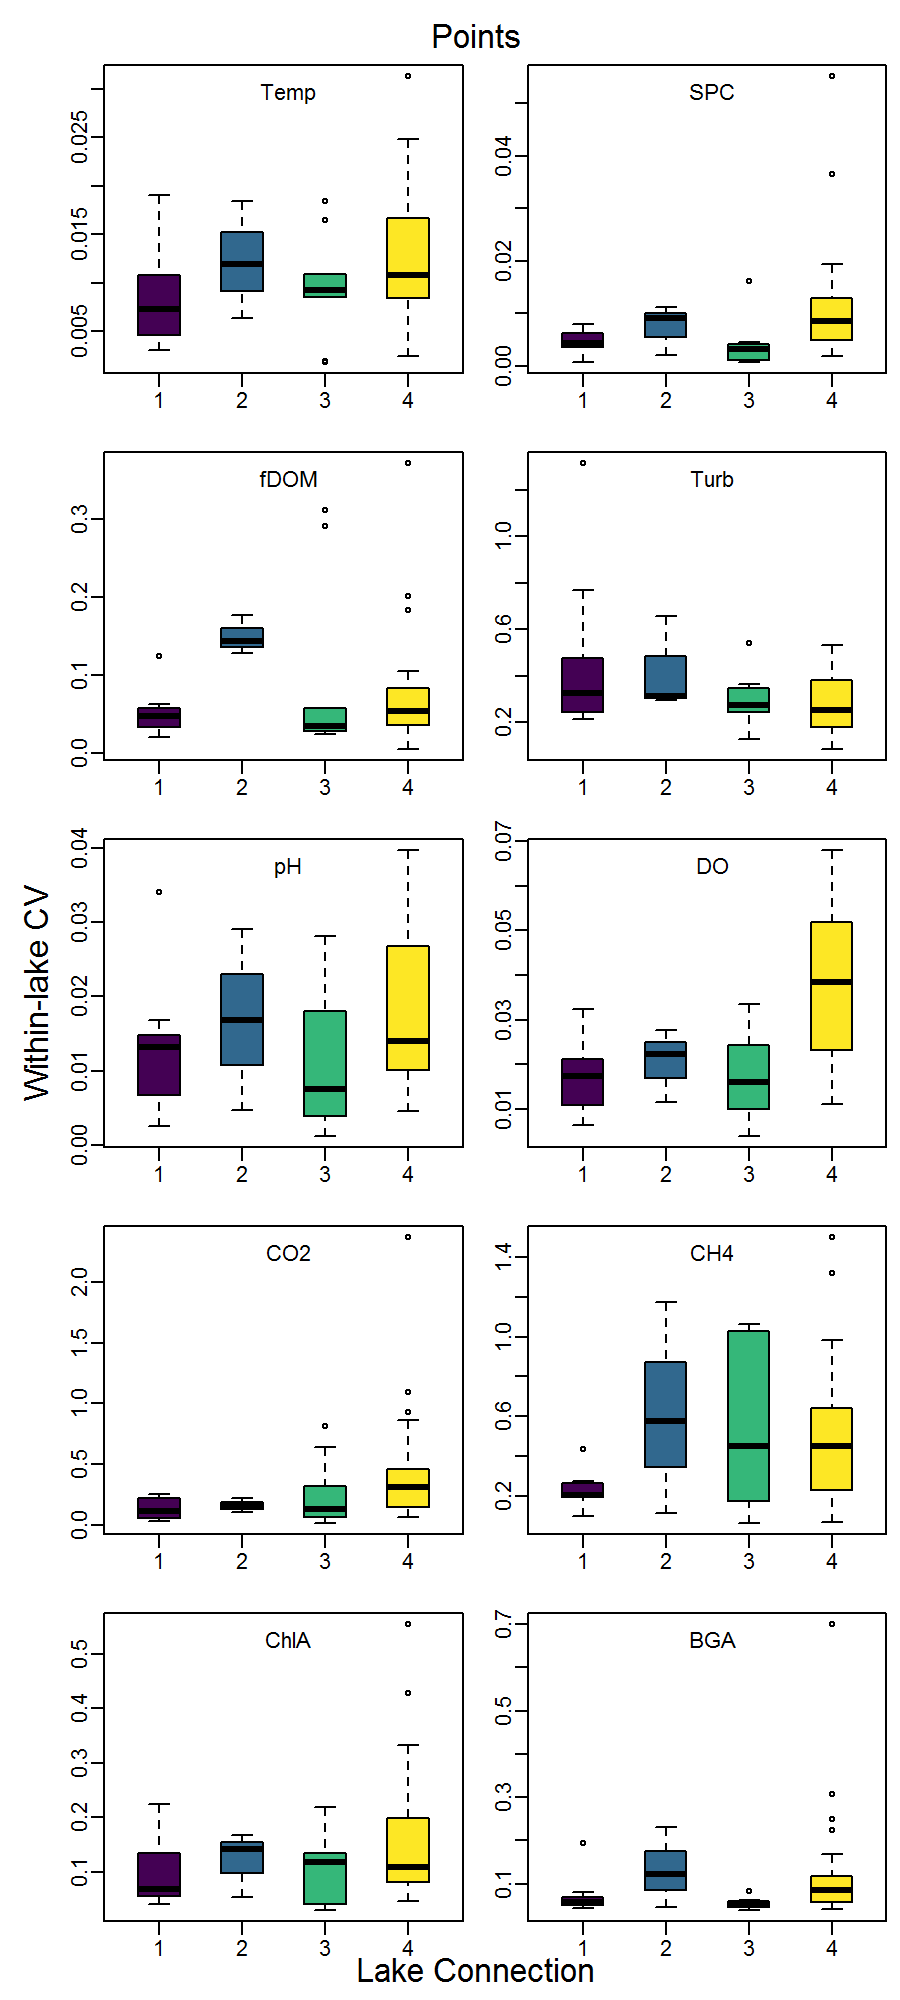 Points
Temp
0.005 0.015 0.025
1 2 3 4
SPC
0.00 0.02 0.04
1 2 3 4
fDOM
0.0 0.1 0.2 0.3
1 2 3 4
Turb
0.2 0.6 1.0
1 2 3 4
Within-lake CV
pH
0.00 0.01 0.02 0.03 0.04
1 2 3 4
DO
0.01 0.03 0.05 0.07
1 2 3 4
CO2
0.0 0.5 1.0 1.5 2.0
1 2 3 4
CH4
0.2 0.6 1.0 1.4
1 2 3 4
ChlA
0.1 0.2 0.3 0.4 0.5
1 2 3 4
BGA
0.1 0.3 0.5 0.7
1 2 3 4
Lake Connection